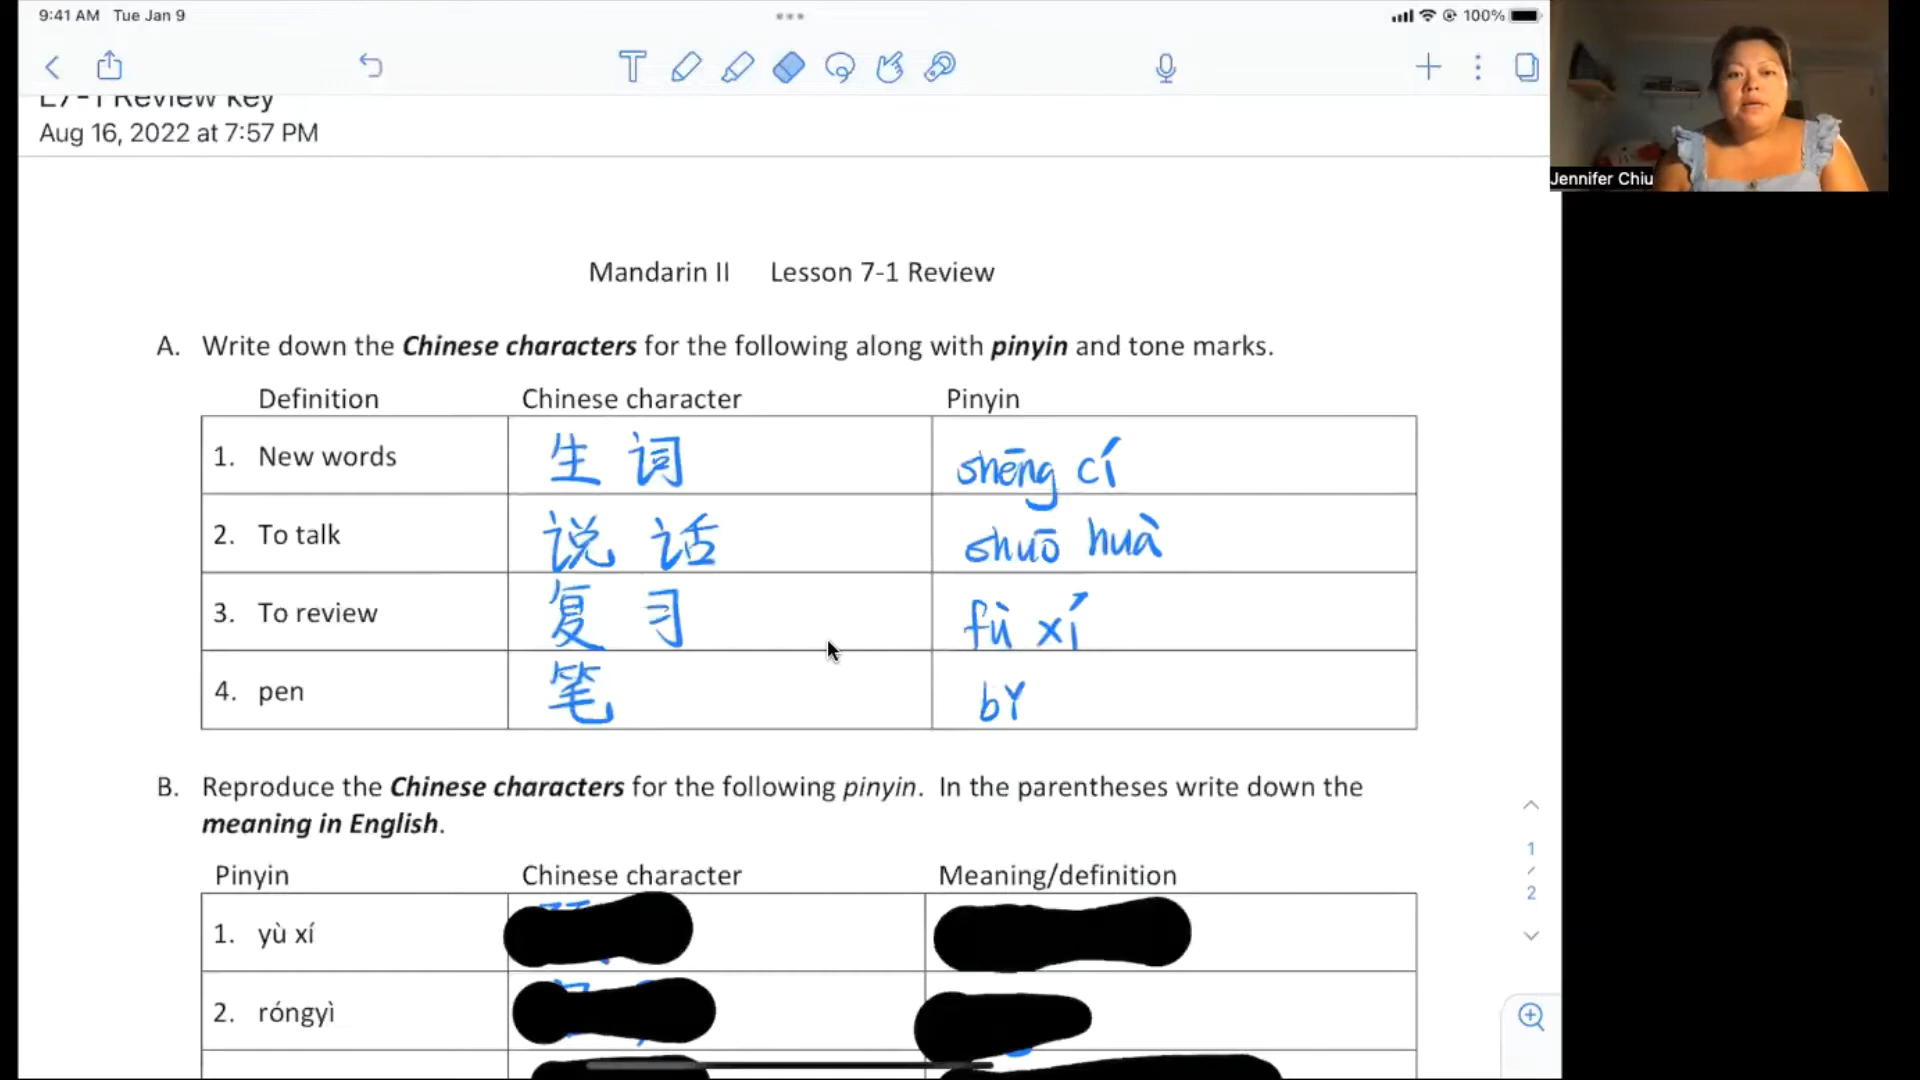 9:41 AM Tue Jan 9
100%
L7-1 Review Key
Aug 16, 2022 at 7:57 PM
Jennifer Chiu
Mandarin II Lesson 7-1 Review
A. Write down the Chinese characters for the following along with pinyin and tone marks.
Definition Chinese character Pinyin
1. New words 生 词 shēng cí
2. To talk 说 话 shuō huà
3. To review 复 习 fù xí
4. pen 笔 bǐ
B. Reproduce the Chinese characters for the following pinyin. In the parentheses write down the
meaning in English.
Pinyin Chinese character Meaning/definition
1. yù xí
2. róngyì
1 / 2